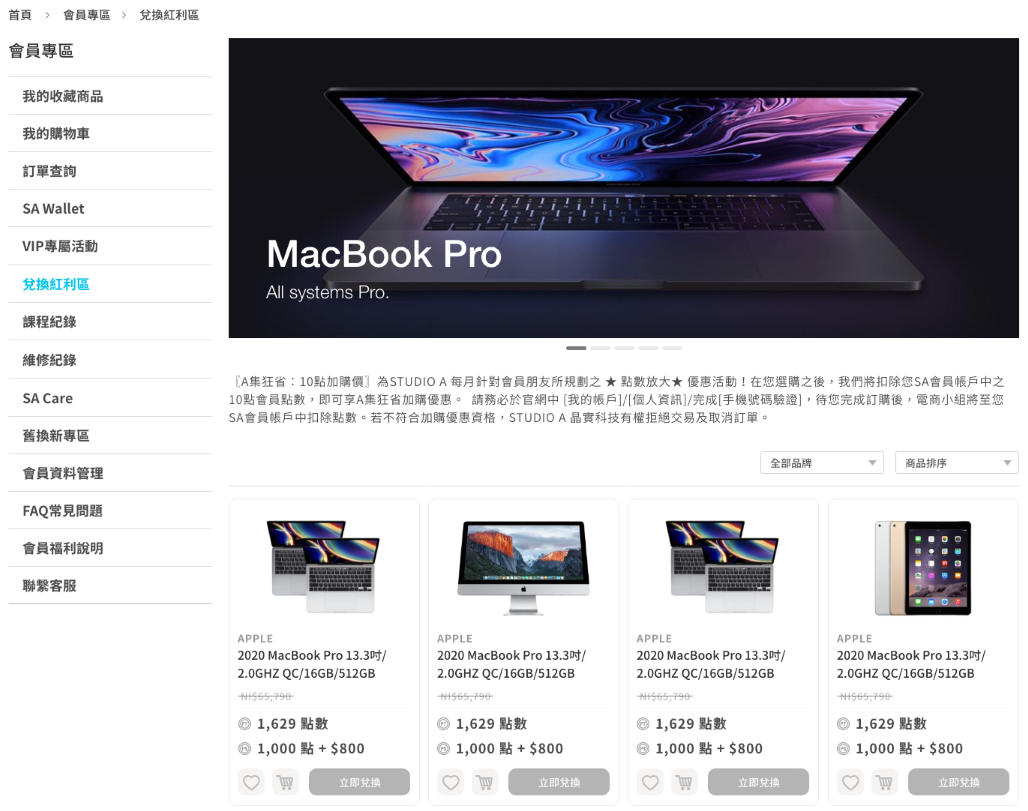 首頁 > 會員專區 > 兌換紅利區
會員專區
我的收藏商品
我的購物車
訂單查詢
SA Wallet
VIP專屬活動
兌換紅利區
課程紀錄
維修紀錄
SA Care
舊換新專區
會員資料管理
FAQ常見問題
會員福利說明
聯繫客服
MacBook Pro
All systems Pro.
〖A集狂省：10點加購價〗為STUDIO A 每月針對會員朋友所規劃之 ★ 點數放大★ 優惠活動！在您選購之後，我們將扣除您SA會員帳戶中之
10點會員點數，即可享A集狂省加購優惠。 請務必於官網中 [我的帳戶]/[個人資訊]/完成[手機號碼驗證]，待您完成訂購後，電商小組將至您
SA會員帳戶中扣除點數。若不符合加購優惠資格，STUDIO A 晶實科技有權拒絕交易及取消訂單。
全部品牌
商品排序
APPLE
2020 MacBook Pro 13.3吋/
2.0GHZ QC/16GB/512GB
NT$65,790
1,629 點數
1,000 點 + $800
立即兌換
APPLE
2020 MacBook Pro 13.3吋/
2.0GHZ QC/16GB/512GB
NT$65,790
1,629 點數
1,000 點 + $800
立即兌換
APPLE
2020 MacBook Pro 13.3吋/
2.0GHZ QC/16GB/512GB
NT$65,790
1,629 點數
1,000 點 + $800
立即兌換
APPLE
2020 MacBook Pro 13.3吋/
2.0GHZ QC/16GB/512GB
NT$65,790
1,629 點數
1,000 點 + $800
立即兌換